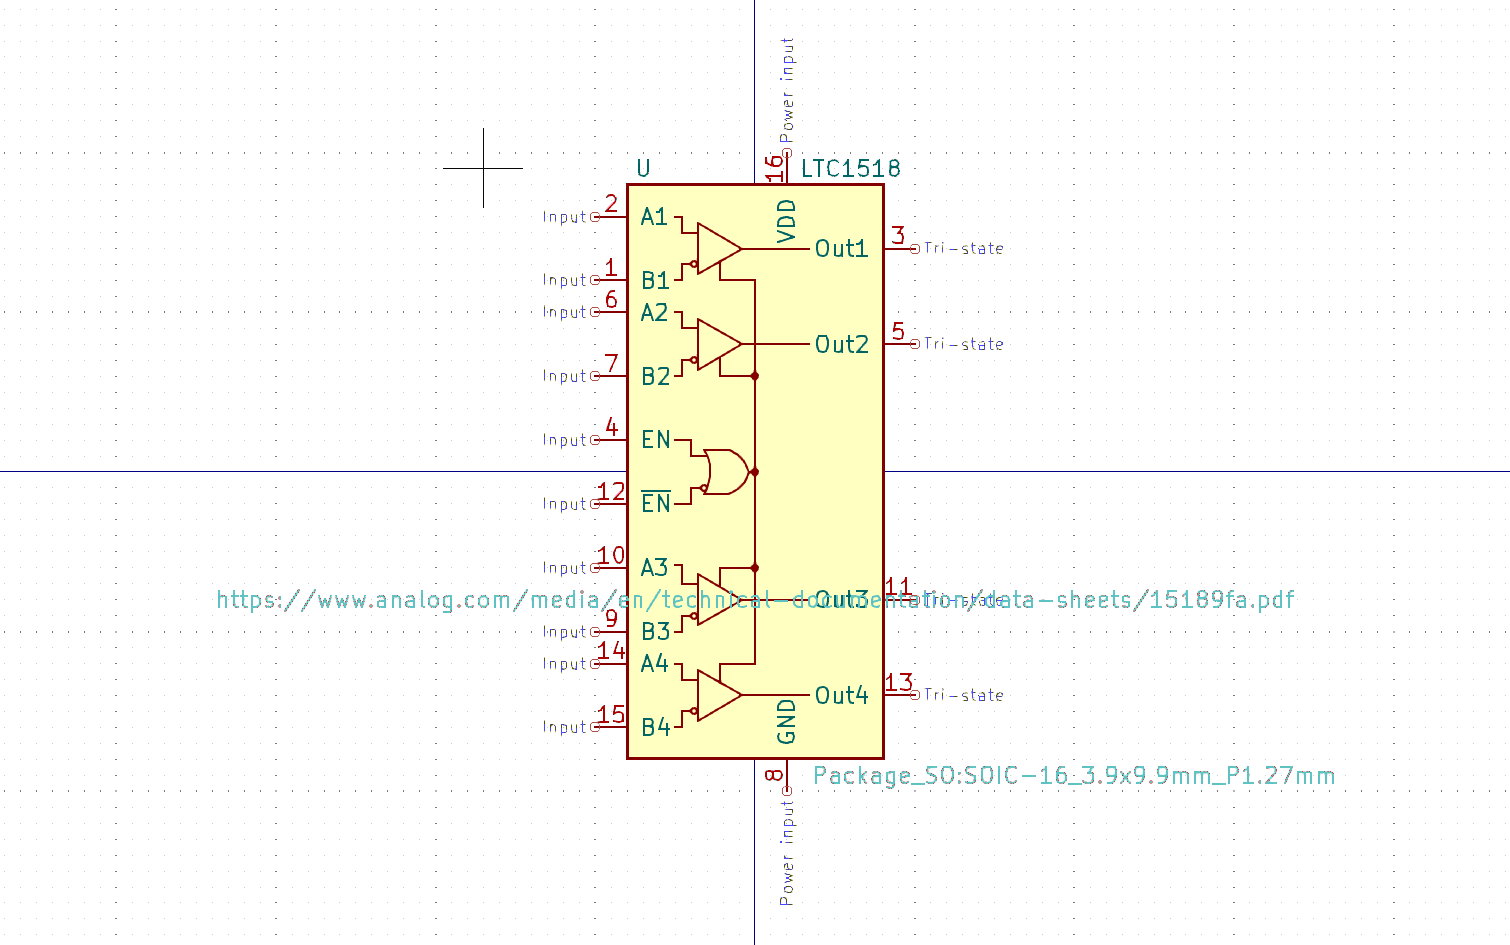 Power input
16
U
LTC1518
VDD
Input 2 A1
Out1 3 Tri-state
Input 1 B1
Input 6 A2
Out2 5 Tri-state
Input 7 B2
Input 4 EN
Input 12 EN
Input 10 A3
https://www.analog.com/media/en/technical-documentation/data-sheets/15189fa.pdf
Out3 11 Tri-state
Input 9 B3
Input 14 A4
Out4 13 Tri-state
Input 15 B4
GND
8
Package_SO:SOIC-16_3.9x9.9mm_P1.27mm
Power input